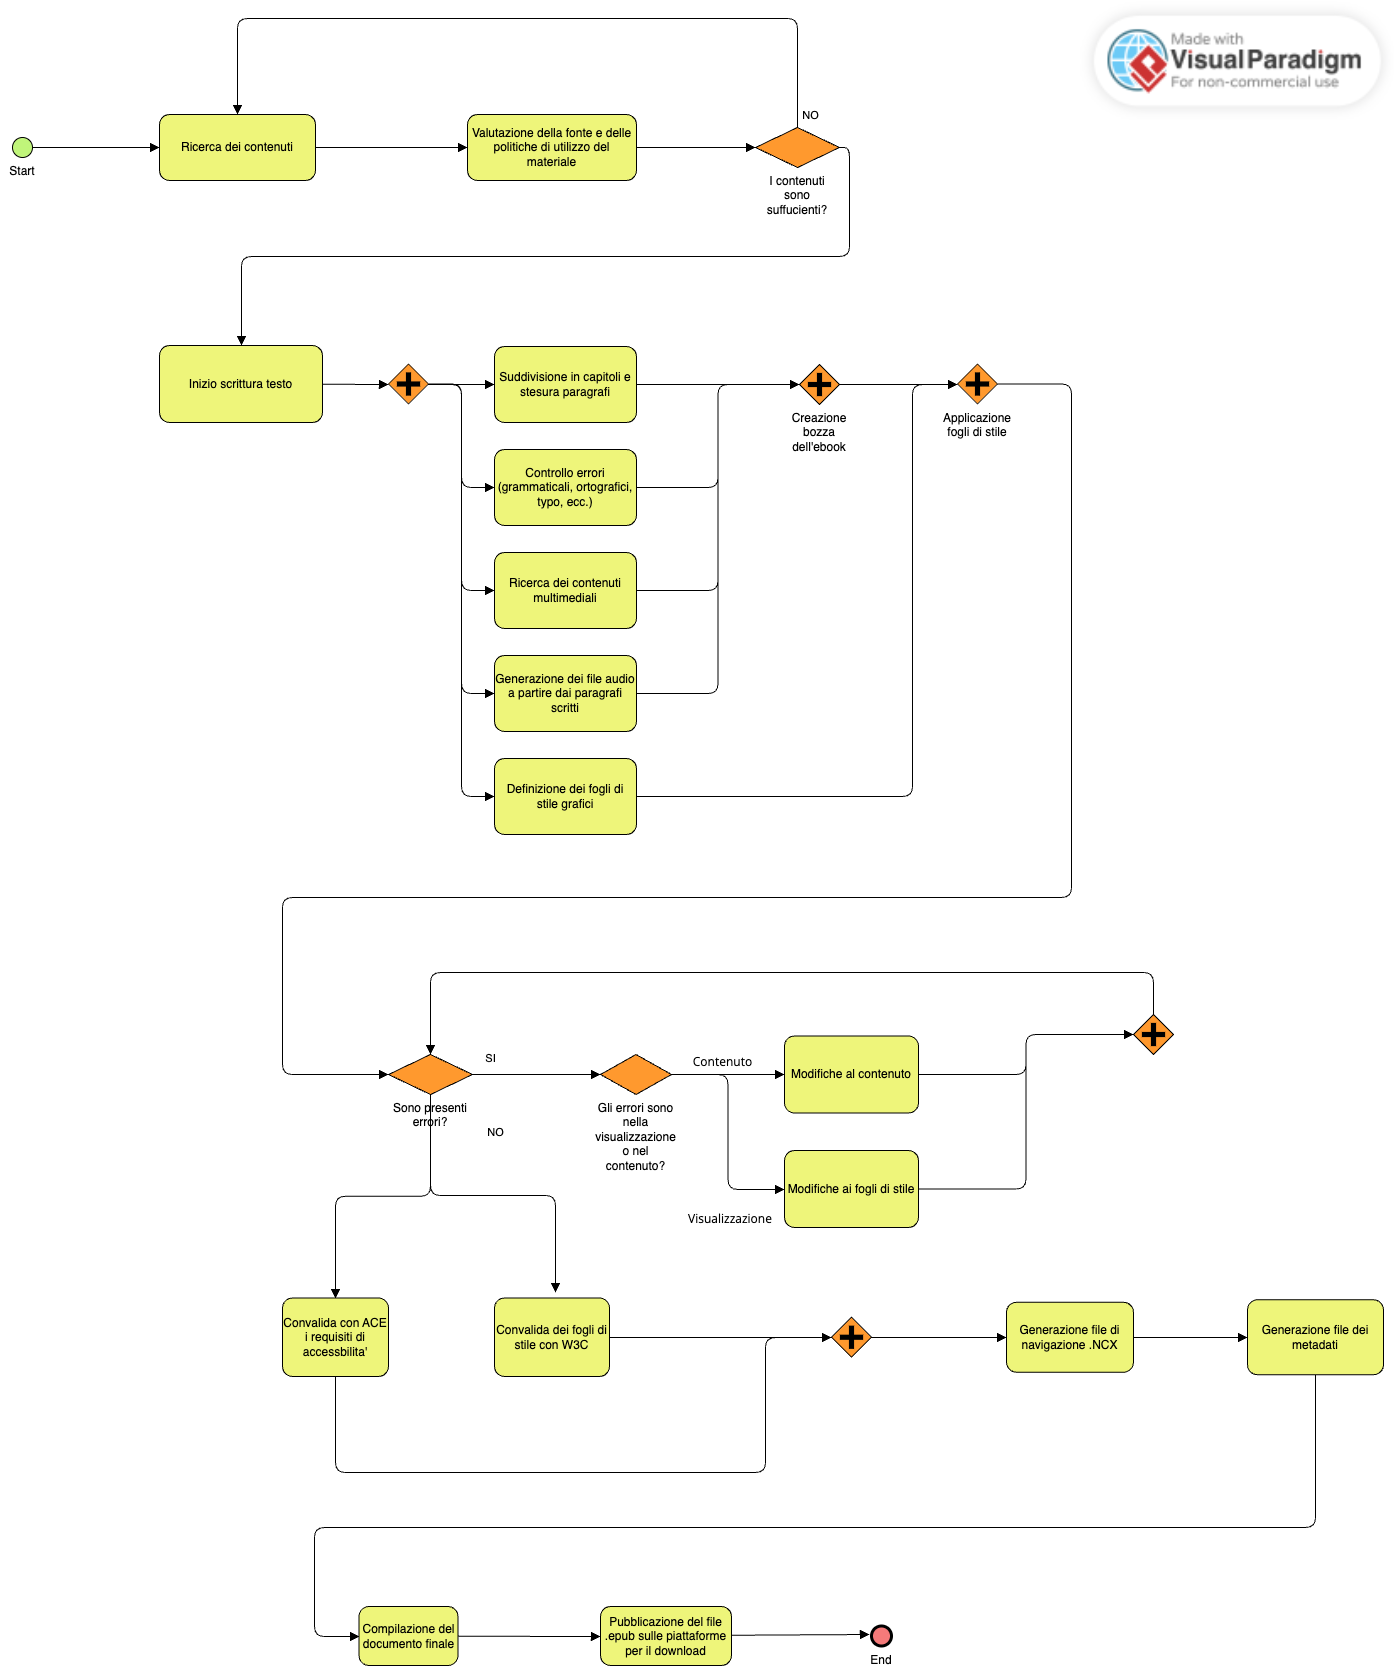 Made with
Visual Paradigm
For non-commercial use
NO
Start
Ricerca dei contenuti
Valutazione della fonte e delle
politiche di utilizzo del
materiale
I contenuti
sono
suffucienti?
Inizio scrittura testo
Suddivisione in capitoli e
stesura paragrafi
Creazione
bozza
dell'ebook
Applicazione
fogli di stile
Controllo errori
(grammaticali, ortografici,
typo, ecc.)
Ricerca dei contenuti
multimediali
Generazione dei file audio
a partire dai paragrafi
scritti
Definizione dei fogli di
stile grafici
SI
Contenuto
Modifiche al contenuto
Sono presenti
errori?
NO
Gli errori sono
nella
visualizzazione
o nel
contenuto?
Modifiche ai fogli di stile
Visualizzazione
Convalida con ACE
i requisiti di
accessbilita'
Convalida dei fogli di
stile con W3C
Generazione file di
navigazione .NCX
Generazione file dei
metadati
Compilazione del
documento finale
Pubblicazione del file
.epub sulle piattaforme
per il download
End